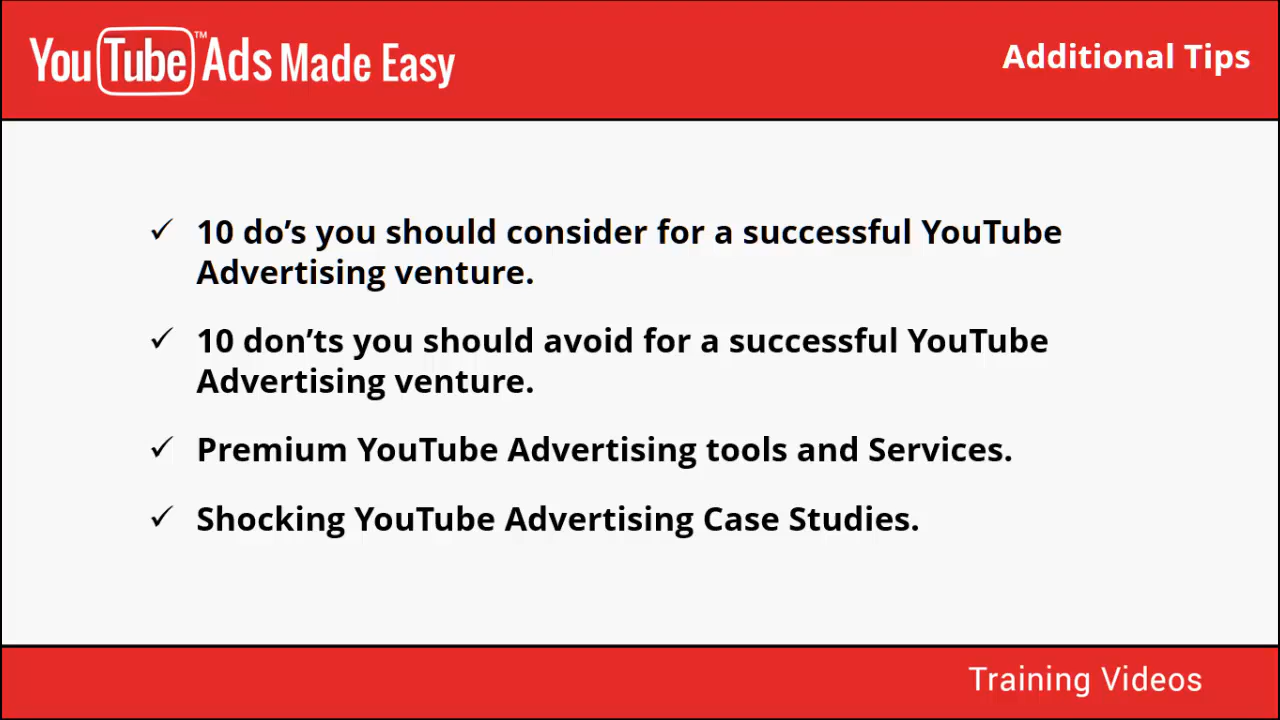 YouTube™ Ads Made Easy
Additional Tips
✓ 10 do’s you should consider for a successful YouTube
Advertising venture.
✓ 10 don’ts you should avoid for a successful YouTube
Advertising venture.
✓ Premium YouTube Advertising tools and Services.
✓ Shocking YouTube Advertising Case Studies.
Training Videos